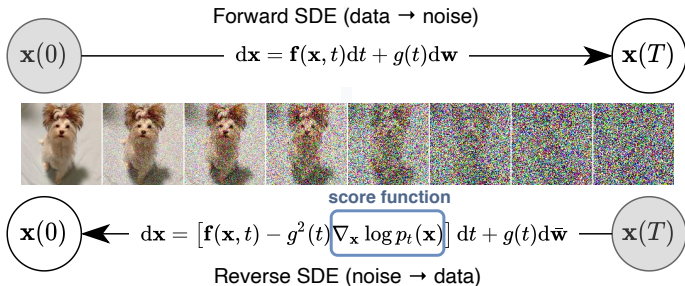 Forward SDE (data → noise)
x(0) dx = f(x, t)dt + g(t)dw x(T)
score function
x(0) dx = [f(x, t) − g²(t)∇ₓ log pₜ(x)] dt + g(t)dw̄ x(T)
Reverse SDE (noise → data)